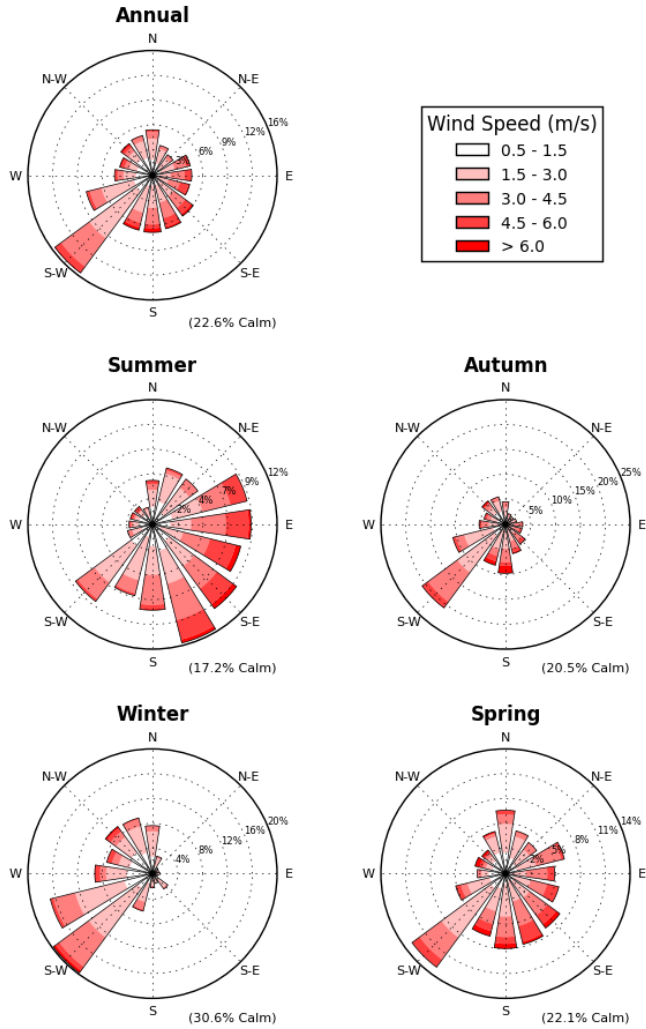 Annual
N
N-W
N-E
16%
12%
9%
6%
3%
W
E
S-W
S-E
S
(22.6% Calm)
Wind Speed (m/s)
0.5 - 1.5
1.5 - 3.0
3.0 - 4.5
4.5 - 6.0
> 6.0
Summer
N
N-W
N-E
12%
9%
7%
4%
2%
W
E
S-W
S-E
S
(17.2% Calm)
Autumn
N
N-W
N-E
25%
20%
15%
10%
5%
W
E
S-W
S-E
S
(20.5% Calm)
Winter
N
N-W
N-E
20%
16%
12%
8%
4%
W
E
S-W
S-E
S
(30.6% Calm)
Spring
N
N-W
N-E
14%
11%
8%
5%
2%
W
E
S-W
S-E
S
(22.1% Calm)